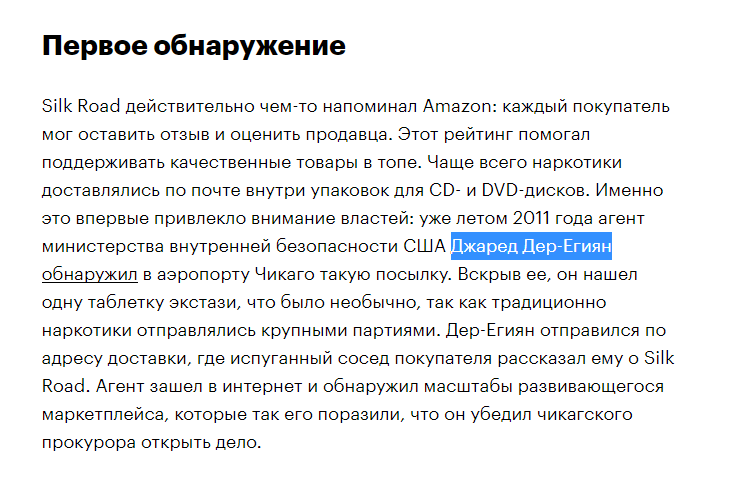 Первое обнаружение
Silk Road действительно чем-то напоминал Amazon: каждый покупатель
мог оставить отзыв и оценить продавца. Этот рейтинг помогал
поддерживать качественные товары в топе. Чаще всего наркотики
доставлялись по почте внутри упаковок для CD- и DVD-дисков. Именно
это впервые привлекло внимание властей: уже летом 2011 года агент
министерства внутренней безопасности США Джаред Дер-Егиян
обнаружил в аэропорту Чикаго такую посылку. Вскрыв ее, он нашел
одну таблетку экстази, что было необычно, так как традиционно
наркотики отправлялись крупными партиями. Дер-Егиян отправился по
адресу доставки, где испуганный сосед покупателя рассказал ему о Silk
Road. Агент зашел в интернет и обнаружил масштабы развивающегося
маркетплейса, которые так его поразили, что он убедил чикагского
прокурора открыть дело.